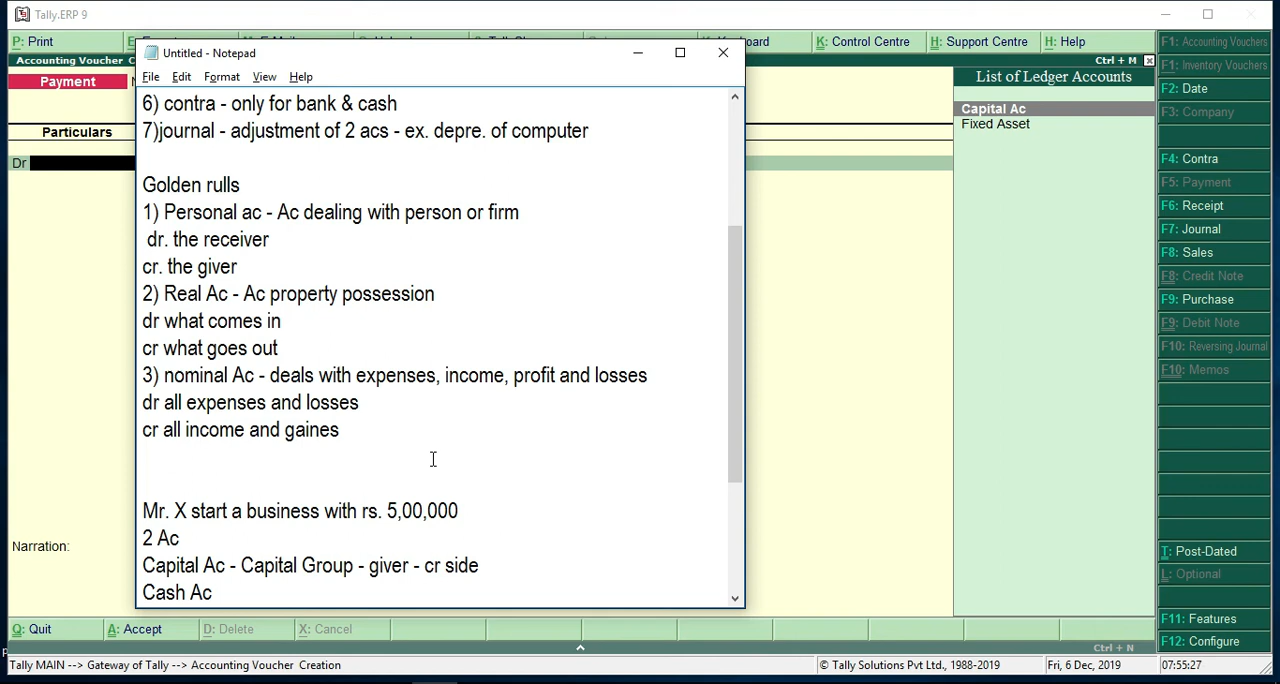 Tally.ERP 9
P: Print
Untitled - Notepad
K: Control Centre
H: Support Centre
H: Help
F1: Accounting Vouchers
Accounting Voucher C
Ctrl + M
File Edit Format View Help
F1: Inventory Vouchers
Payment
List of Ledger Accounts
F2: Date
6) contra - only for bank & cash
Capital Ac
F3: Company
Particulars
7)journal - adjustment of 2 acs - ex. depre. of computer
Fixed Asset
Dr
F4: Contra
F5: Payment
Golden rulls
F6: Receipt
1) Personal ac - Ac dealing with person or firm
F7: Journal
dr. the receiver
F8: Sales
cr. the giver
F8: Credit Note
2) Real Ac - Ac property possession
F9: Purchase
dr what comes in
F9: Debit Note
cr what goes out
F10: Reversing Journal
3) nominal Ac - deals with expenses, income, profit and losses
F10: Memos
dr all expenses and losses
cr all income and gaines
Mr. X start a business with rs. 5,00,000
2 Ac
Narration:
T: Post-Dated
Capital Ac - Capital Group - giver - cr side
L: Optional
Cash Ac
F11: Features
Q: Quit
A: Accept
D: Delete
X: Cancel
F12: Configure
Ctrl + N
Tally MAIN --> Gateway of Tally --> Accounting Voucher Creation
© Tally Solutions Pvt Ltd., 1988-2019
Fri, 6 Dec, 2019
07:55:27